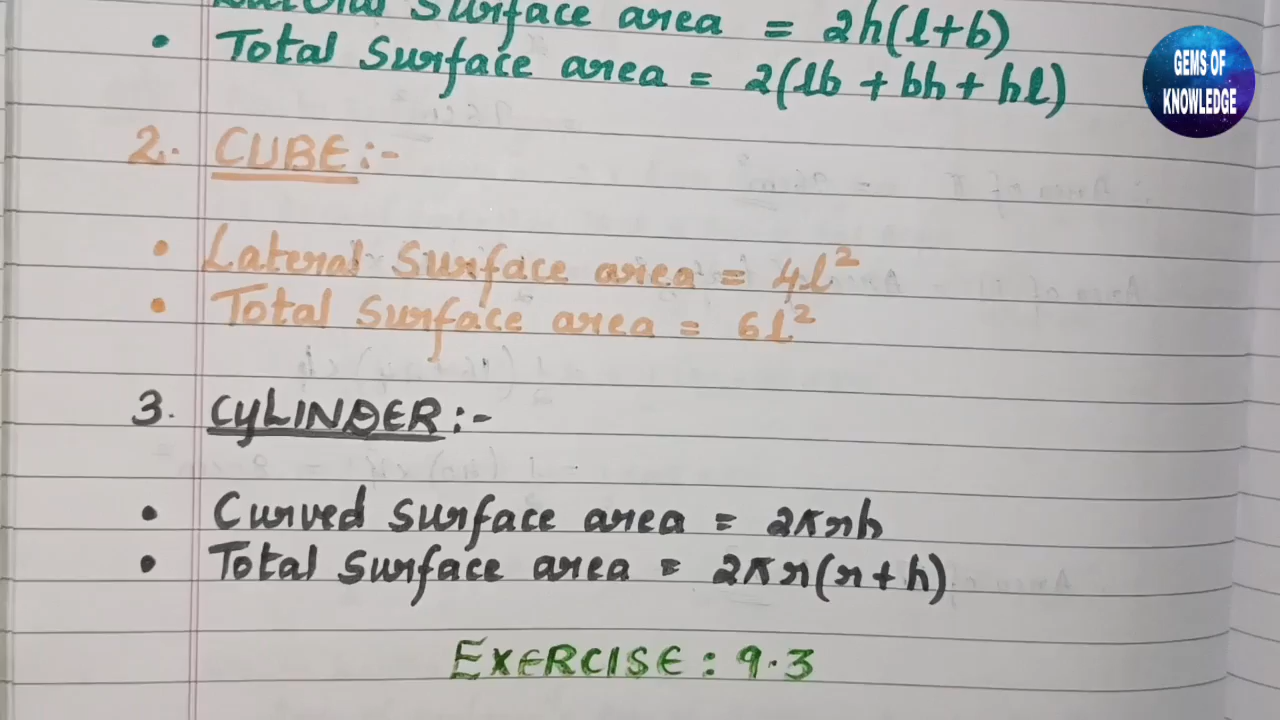 Lateral Surface area = 2h(l+b)
• Total Surface area = 2(lb + bh + hl)
GEMS OF
KNOWLEDGE
2. CUBE :-
• Lateral Surface area = 4l²
• Total Surface area = 6l²
3. CYLINDER :-
• Curved Surface area = 2πrh
• Total Surface area = 2πr(r+h)
EXERCISE : 9.3